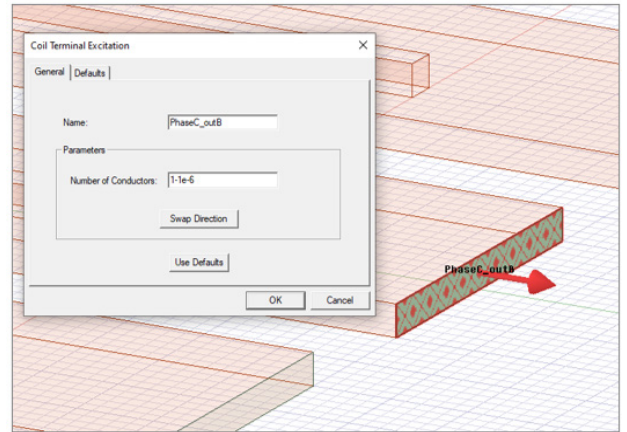 Coil Terminal Excitation
General
Defaults
Name:
PhaseC_outB
Parameters
Number of Conductors:
1-1e-6
Swap Direction
Use Defaults
OK
Cancel
PhaseC_outB